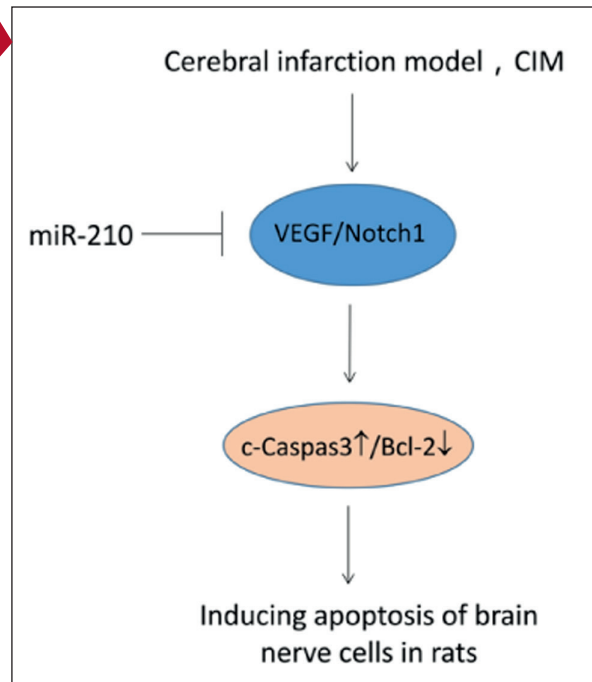 Cerebral infarction model , CIM
miR-210
VEGF/Notch1
c-Caspas3↑/Bcl-2↓
Inducing apoptosis of brain
nerve cells in rats